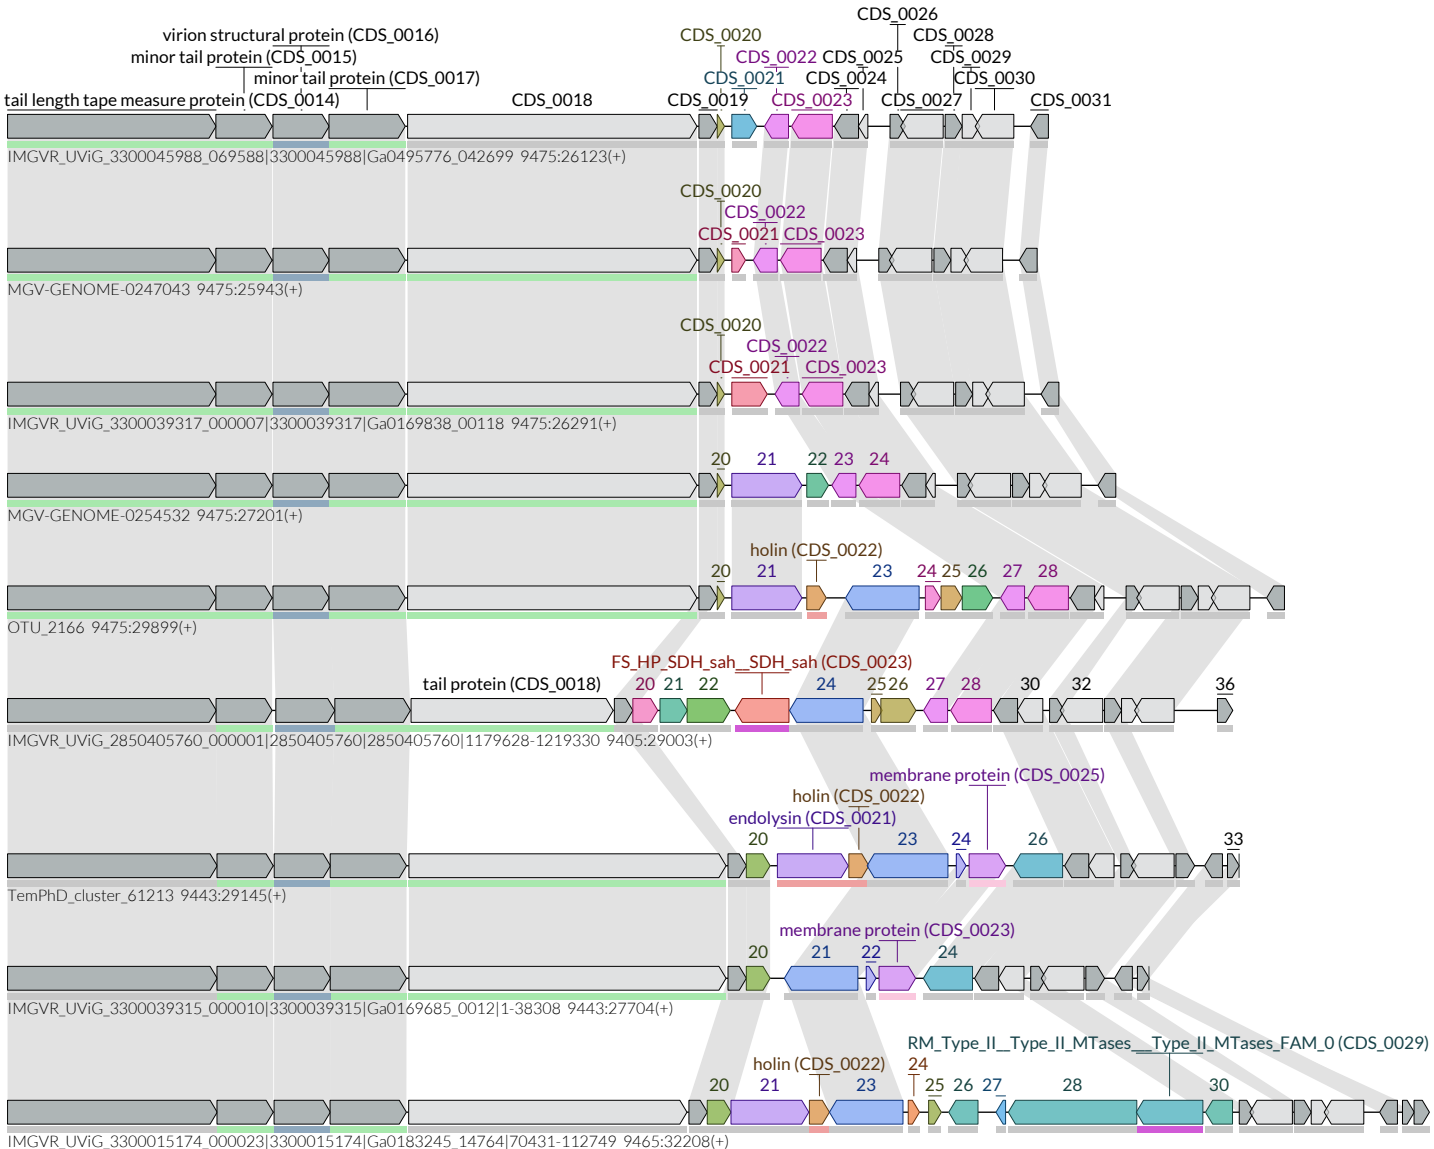 CDS_0026
virion structural protein (CDS_0016) CDS_0020 CDS_0028
minor tail protein (CDS_0015) CDS_0022 CDS_0025 CDS_0029
minor tail protein (CDS_0017) CDS_0021 CDS_0024 CDS_0030
tail length tape measure protein (CDS_0014) CDS_0018 CDS_0019 CDS_0023 CDS_0027 CDS_0031
IMGVR_UViG_3300045988_069588|3300045988|Ga0495776_042699 9475:26123(+)
CDS_0020
CDS_0022
CDS_0021 CDS_0023
MGV-GENOME-0247043 9475:25943(+)
CDS_0020
CDS_0022
CDS_0021 CDS_0023
IMGVR_UViG_3300039317_000007|3300039317|Ga0169838_00118 9475:26291(+)
20 21 22 23 24
MGV-GENOME-0254532 9475:27201(+)
holin (CDS_0022)
20 21 23 24 25 26 27 28
OTU_2166 9475:29899(+)
FS_HP_SDH_sah__SDH_sah (CDS_0023)
tail protein (CDS_0018) 20 21 22 24 25 26 27 28 30 32 36
IMGVR_UViG_2850405760_000001|2850405760|2850405760|1179628-1219330 9405:29003(+)
membrane protein (CDS_0025)
holin (CDS_0022)
endolysin (CDS_0021)
20 23 24 26 33
TemPhD_cluster_61213 9443:29145(+)
membrane protein (CDS_0023)
20 21 22 24
IMGVR_UViG_3300039315_000010|3300039315|Ga0169685_0012|1-38308 9443:27704(+)
RM_Type_II__Type_II_MTases___Type_II_MTases_FAM_0 (CDS_0029)
holin (CDS_0022) 24
20 21 23 25 26 27 28 30
IMGVR_UViG_3300015174_000023|3300015174|Ga0183245_14764|70431-112749 9465:32208(+)